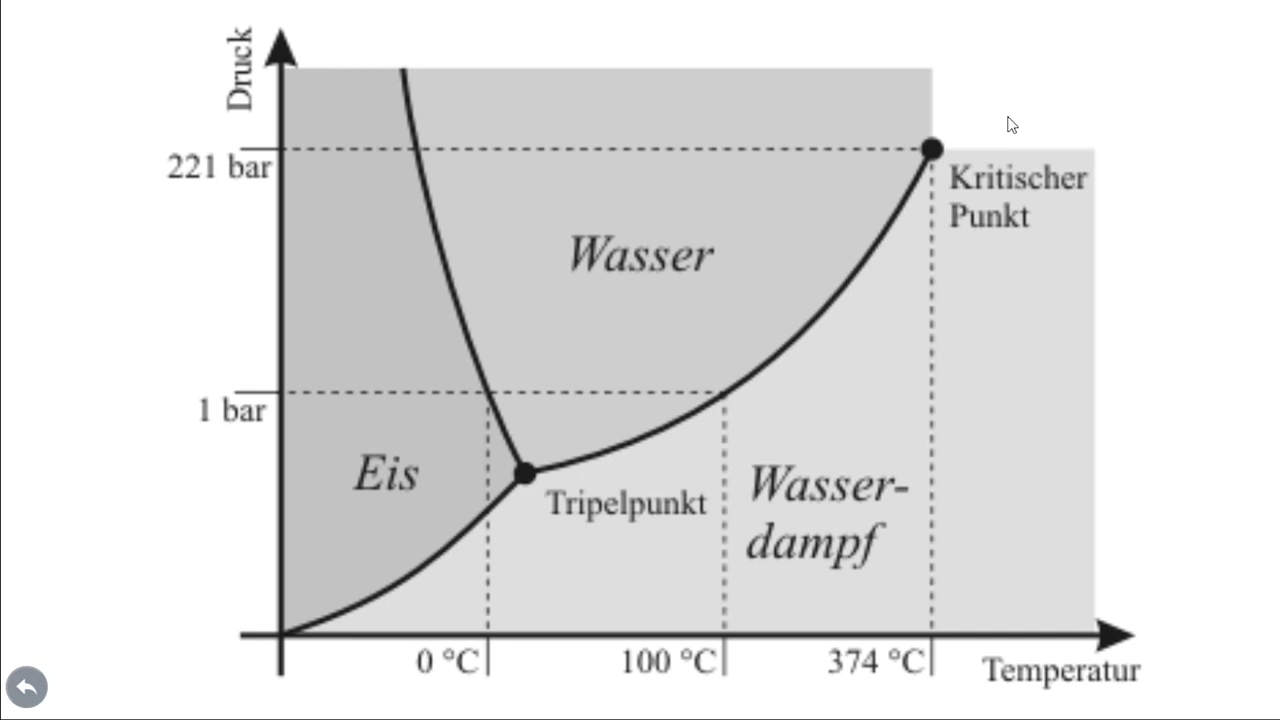 Druck
221 bar
Kritischer
Punkt
Wasser
1 bar
Eis
Tripelpunkt
Wasser-
dampf
0 °C
100 °C
374 °C
Temperatur